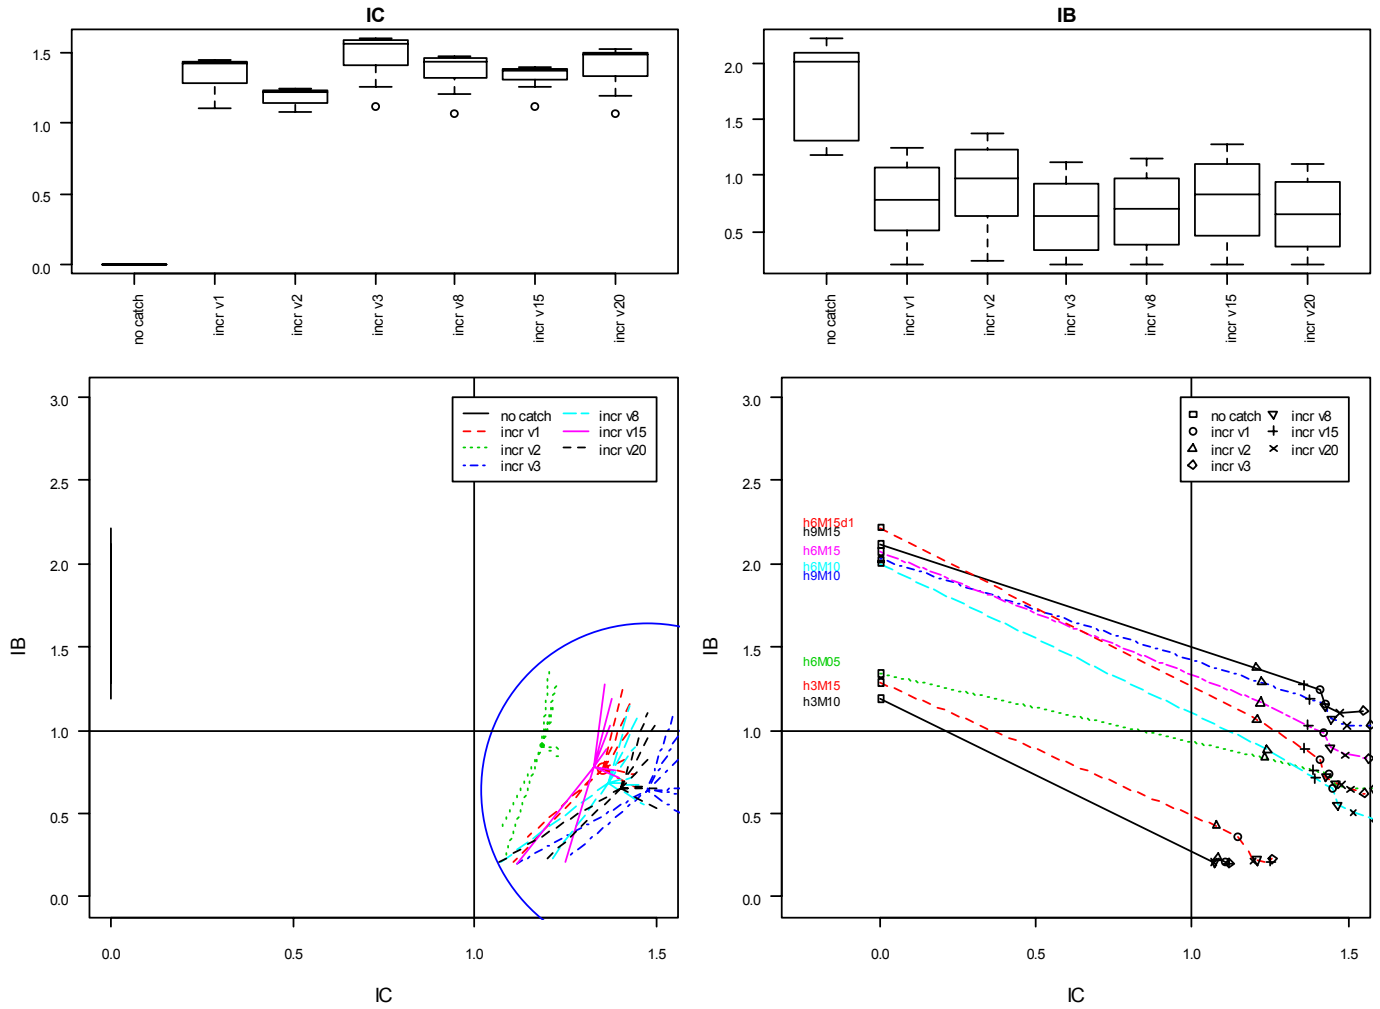 IC
1.5
1.0
0.5
0.0
no catch
incr v1
incr v2
incr v3
incr v8
incr v15
incr v20
IB
2.0
1.5
1.0
0.5
no catch
incr v1
incr v2
incr v3
incr v8
incr v15
incr v20
3.0
2.5
2.0
1.5
1.0
0.5
0.0
IB
no catch incr v8
incr v1 incr v15
incr v2 incr v20
incr v3
0.0 0.5 1.0 1.5
IC
3.0
2.5
2.0
1.5
1.0
0.5
0.0
IB
no catch incr v8
incr v1 incr v15
incr v2 incr v20
incr v3
h6M15d1
h9M15
h6M15
h6M10
h9M10
h6M05
h3M15
h3M10
0.0 0.5 1.0 1.5
IC